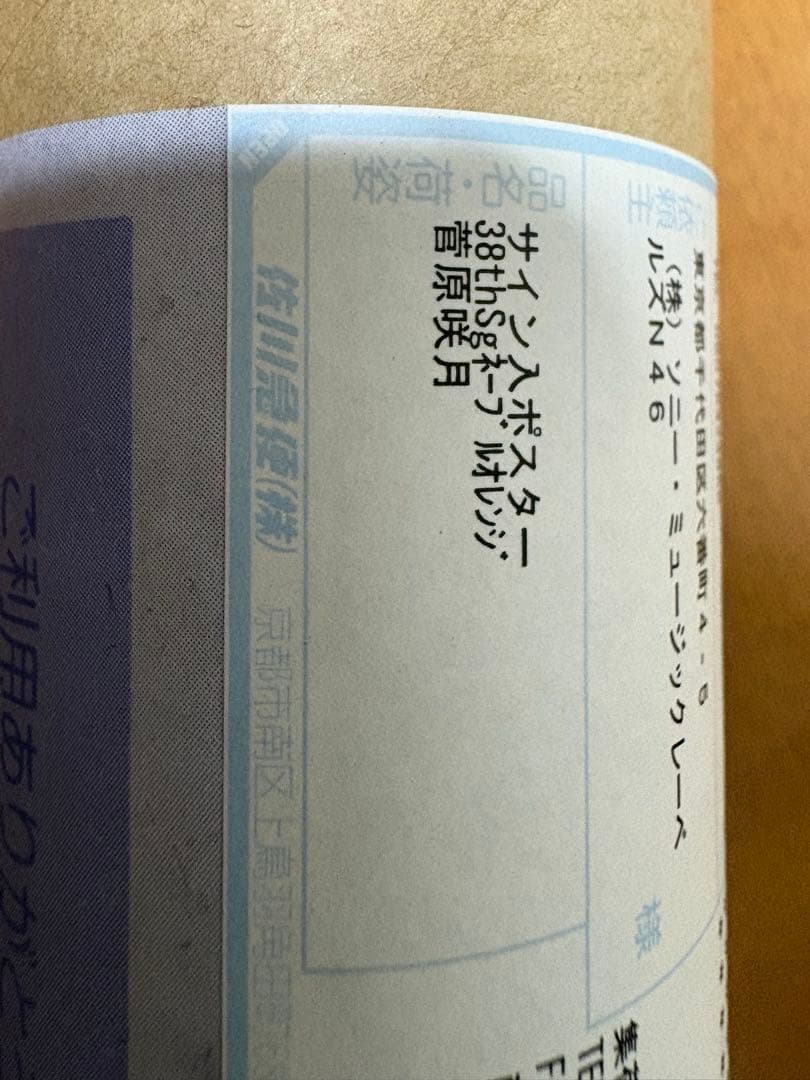 依頼主
東京都千代田区六番町4-5
(株)ソニー・ミュージックレーベ
ルズN46
様
品名・荷姿
サイン入ポスター
38thSgネーブルオレンジ
菅原咲月
佐川急便(株)
京都市南区上鳥羽角田町
ご利用ありがと